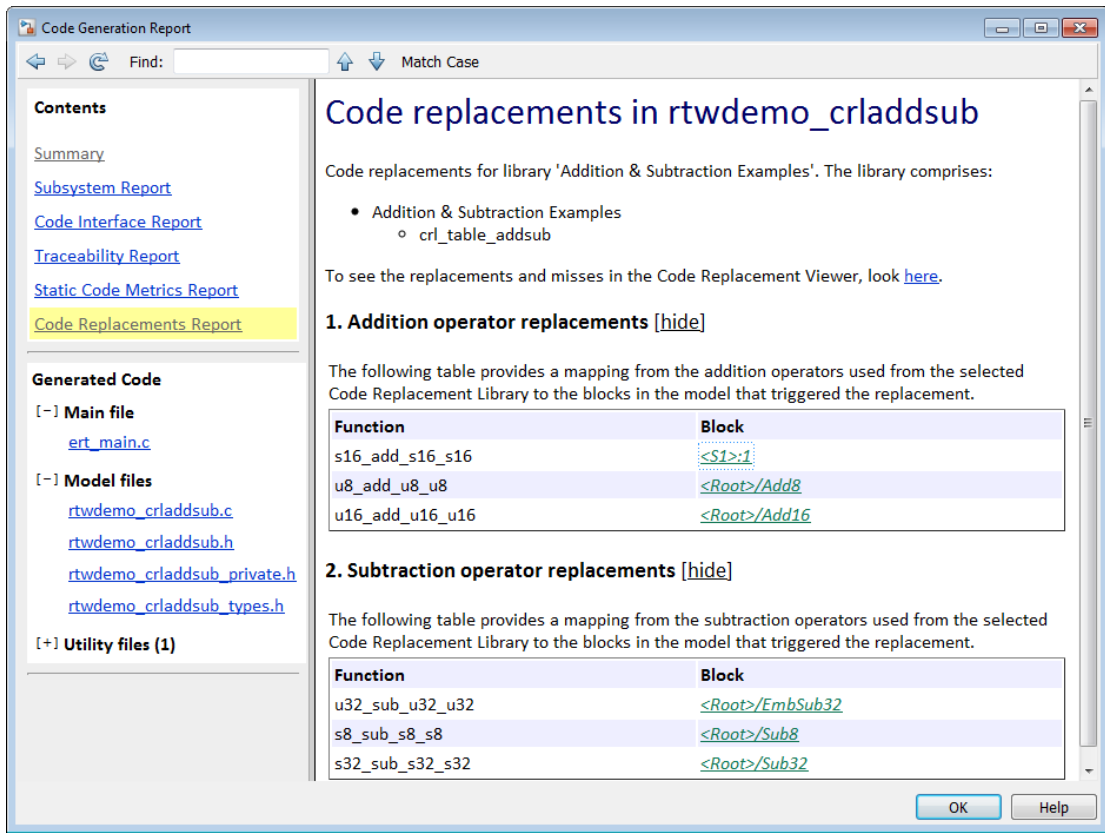 Code Generation Report
Find:
Match Case
Contents
Summary
Subsystem Report
Code Interface Report
Traceability Report
Static Code Metrics Report
Code Replacements Report
Generated Code
[-] Main file
ert_main.c
[-] Model files
rtwdemo_crladdsub.c
rtwdemo_crladdsub.h
rtwdemo_crladdsub_private.h
rtwdemo_crladdsub_types.h
[+] Utility files (1)
Code replacements in rtwdemo_crladdsub
Code replacements for library 'Addition & Subtraction Examples'. The library comprises:
• Addition & Subtraction Examples
◦ crl_table_addsub
To see the replacements and misses in the Code Replacement Viewer, look here.
1. Addition operator replacements [hide]
The following table provides a mapping from the addition operators used from the selected
Code Replacement Library to the blocks in the model that triggered the replacement.
Function Block
s16_add_s16_s16 <S1>:1
u8_add_u8_u8 <Root>/Add8
u16_add_u16_u16 <Root>/Add16
2. Subtraction operator replacements [hide]
The following table provides a mapping from the subtraction operators used from the selected
Code Replacement Library to the blocks in the model that triggered the replacement.
Function Block
u32_sub_u32_u32 <Root>/EmbSub32
s8_sub_s8_s8 <Root>/Sub8
s32_sub_s32_s32 <Root>/Sub32
OK Help